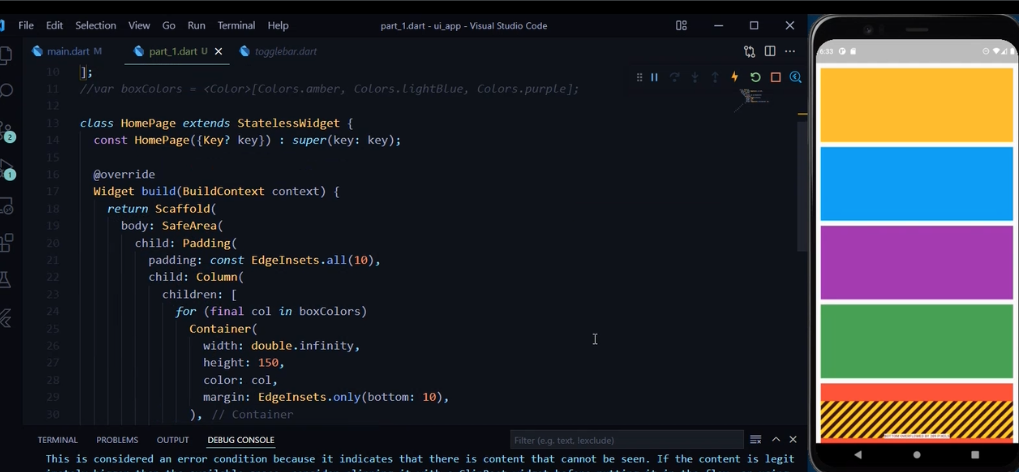 File Edit Selection View Go Run Terminal Help part_1.dart - ui_app - Visual Studio Code
main.dart M part_1.dart U togglebar.dart
10 ];
11 //var boxColors = <Color>[Colors.amber, Colors.lightBlue, Colors.purple];
12
13 class HomePage extends StatelessWidget {
14 const HomePage({Key? key}) : super(key: key);
15
16 @override
17 Widget build(BuildContext context) {
18 return Scaffold(
19 body: SafeArea(
20 child: Padding(
21 padding: const EdgeInsets.all(10),
22 child: Column(
23 children: [
24 for (final col in boxColors)
25 Container(
26 width: double.infinity,
27 height: 150,
28 color: col,
29 margin: EdgeInsets.only(bottom: 10),
30 ), // Container
2
1
TERMINAL PROBLEMS OUTPUT DEBUG CONSOLE Filter (e.g. text, !exclude)
This is considered an error condition because it indicates that there is content that cannot be seen. If the content is legit
6:33